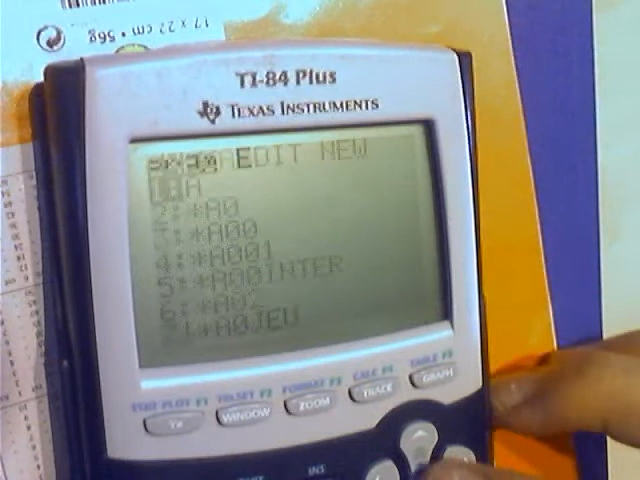 17 x 22 cm • 56g
TI-84 Plus
TEXAS INSTRUMENTS
EDIT NEW
1:A
2:*A0
3:*A00
4:*A001
5:*A00INTER
6:*A02
*A0JEU
STAT PLOT F1 TBLSET F2 FORMAT F3 CALC F4 TABLE F5
Y= WINDOW ZOOM TRACE GRAPH
INS